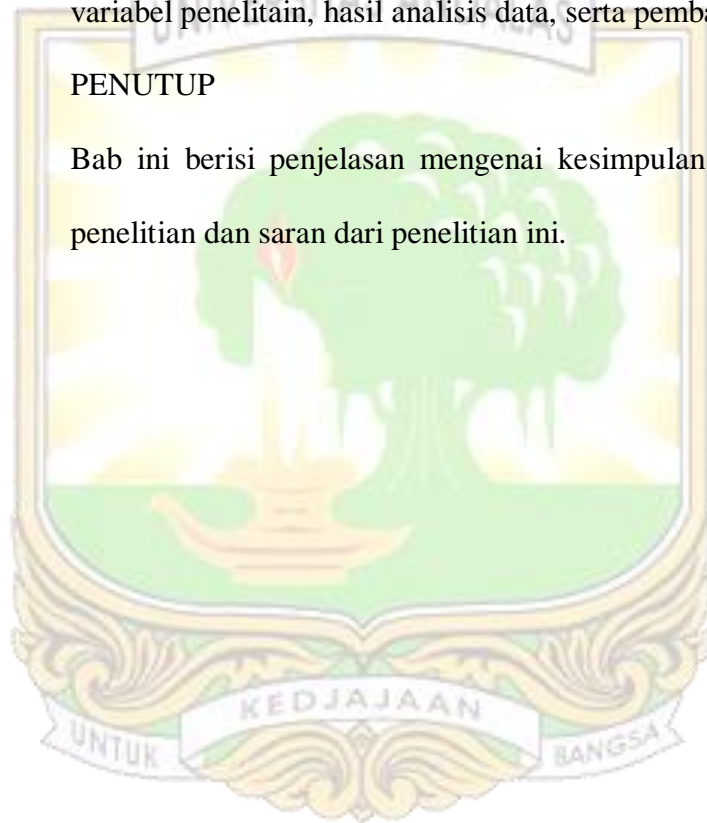 variabel penelitain, hasil analisis data, serta
PENUTUP
Bab ini berisi penjelasan mengenai kesimpulan
penelitian dan saran dari penelitian ini.
KEDJAJAAN
UNTUK
BANGSA